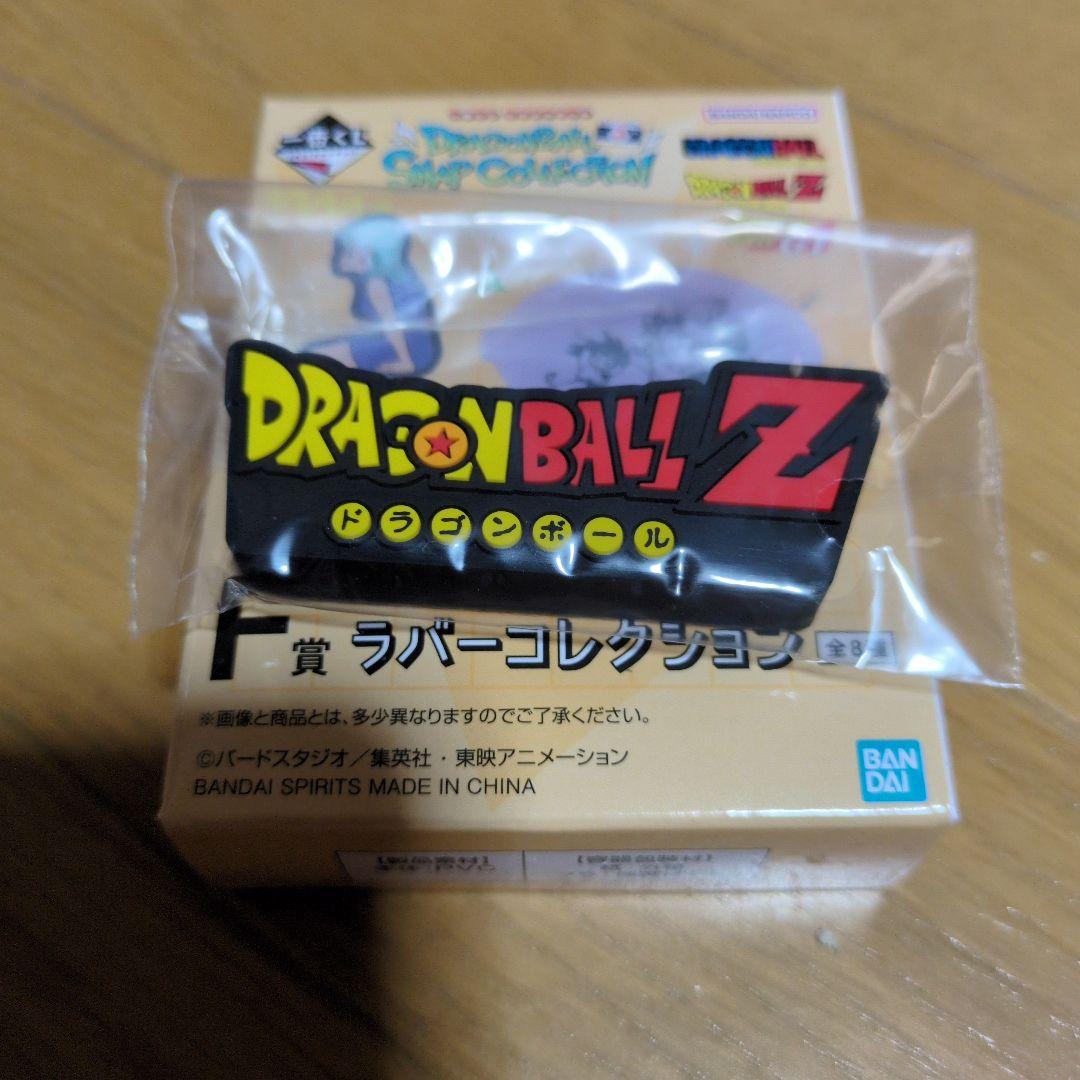 一番くじ
DRAGONBALL
SNAP COLLECTION
BANDAI NAMCO
DRAGONBALL
DRAGON BALL Z
DRAGON BALL Z
ドラゴンボール
F賞 ラバーコレクション 全8種
※画像と商品とは、多少異なりますのでご了承ください。
©バードスタジオ／集英社・東映アニメーション
BANDAI SPIRITS MADE IN CHINA
BAN
DAI